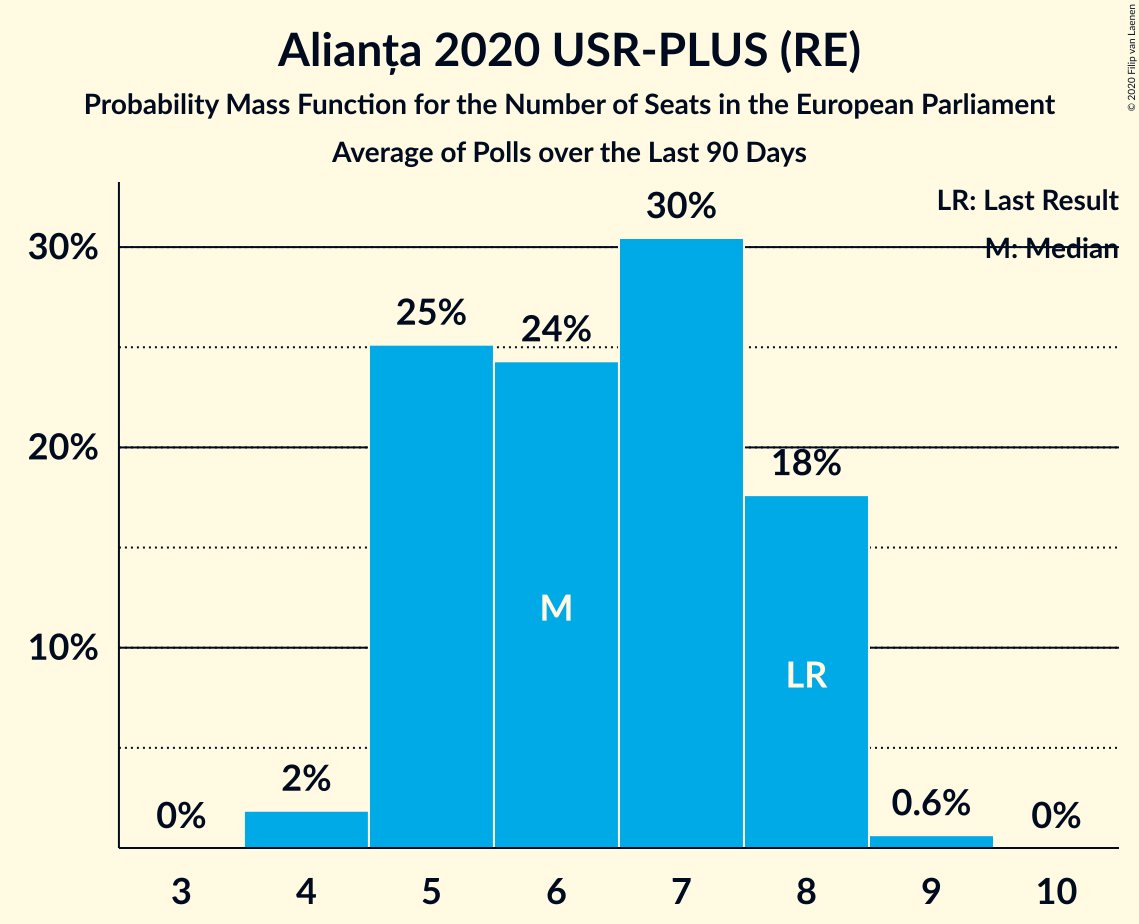 Alianța 2020 USR-PLUS (RE)
Probability Mass Function for the Number of Seats in the European Parliament
Average of Polls over the Last 90 Days
© 2020 Filip van Laenen
LR: Last Result
M: Median
30%
20%
10%
0%
2%
25%
24%
30%
18%
0.6%
0%
M
LR
3 4 5 6 7 8 9 10